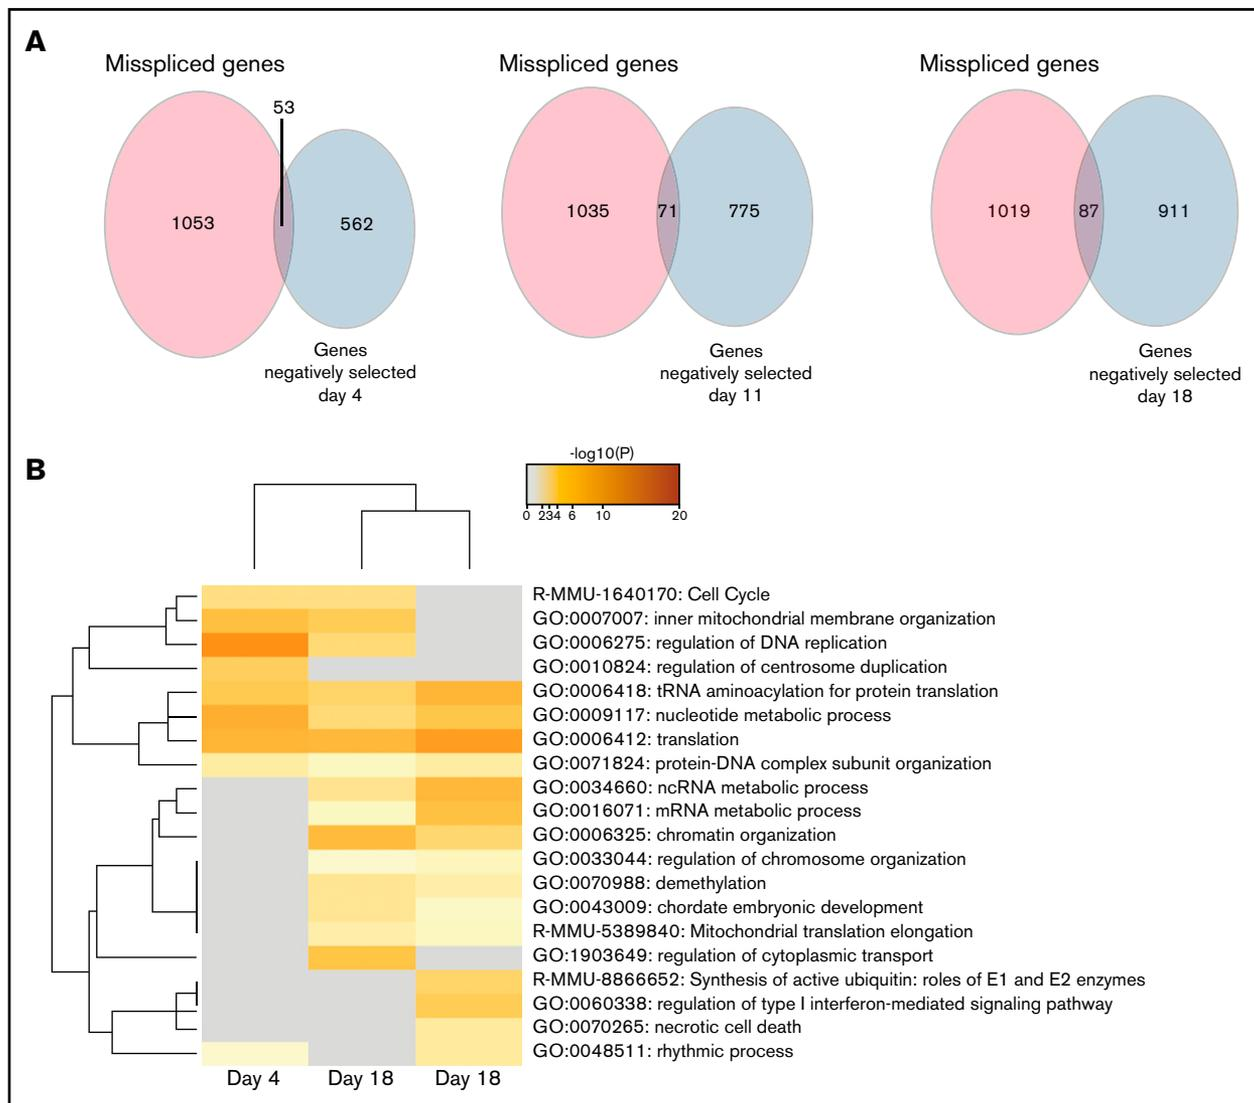 A
Misspliced genes
53
1053
562
Genes
negatively selected
day 4
Misspliced genes
1035
71
775
Genes
negatively selected
day 11
Misspliced genes
1019
87
911
Genes
negatively selected
day 18
B
-log10(P)
0 2 3 4 6 10 20
R-MMU-1640170: Cell Cycle
GO:0007007: inner mitochondrial membrane organization
GO:0006275: regulation of DNA replication
GO:0010824: regulation of centrosome duplication
GO:0006418: tRNA aminoacylation for protein translation
GO:0009117: nucleotide metabolic process
GO:0006412: translation
GO:0071824: protein-DNA complex subunit organization
GO:0034660: ncRNA metabolic process
GO:0016071: mRNA metabolic process
GO:0006325: chromatin organization
GO:0033044: regulation of chromosome organization
GO:0070988: demethylation
GO:0043009: chordate embryonic development
R-MMU-5389840: Mitochondrial translation elongation
GO:1903649: regulation of cytoplasmic transport
R-MMU-8866652: Synthesis of active ubiquitin: roles of E1 and E2 enzymes
GO:0060338: regulation of type I interferon-mediated signaling pathway
GO:0070265: necrotic cell death
GO:0048511: rhythmic process
Day 4 Day 18 Day 18